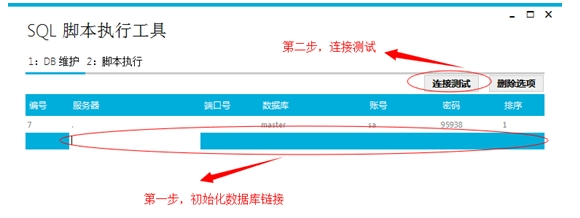 SQL 脚本执行工具
第二步，连接测试
1：DB 维护 2：脚本执行
连接测试 删除选项
编号 服务器 端口号 数据库 账号 密码 排序
7 . master sa 95938 1
第一步，初始化数据库链接